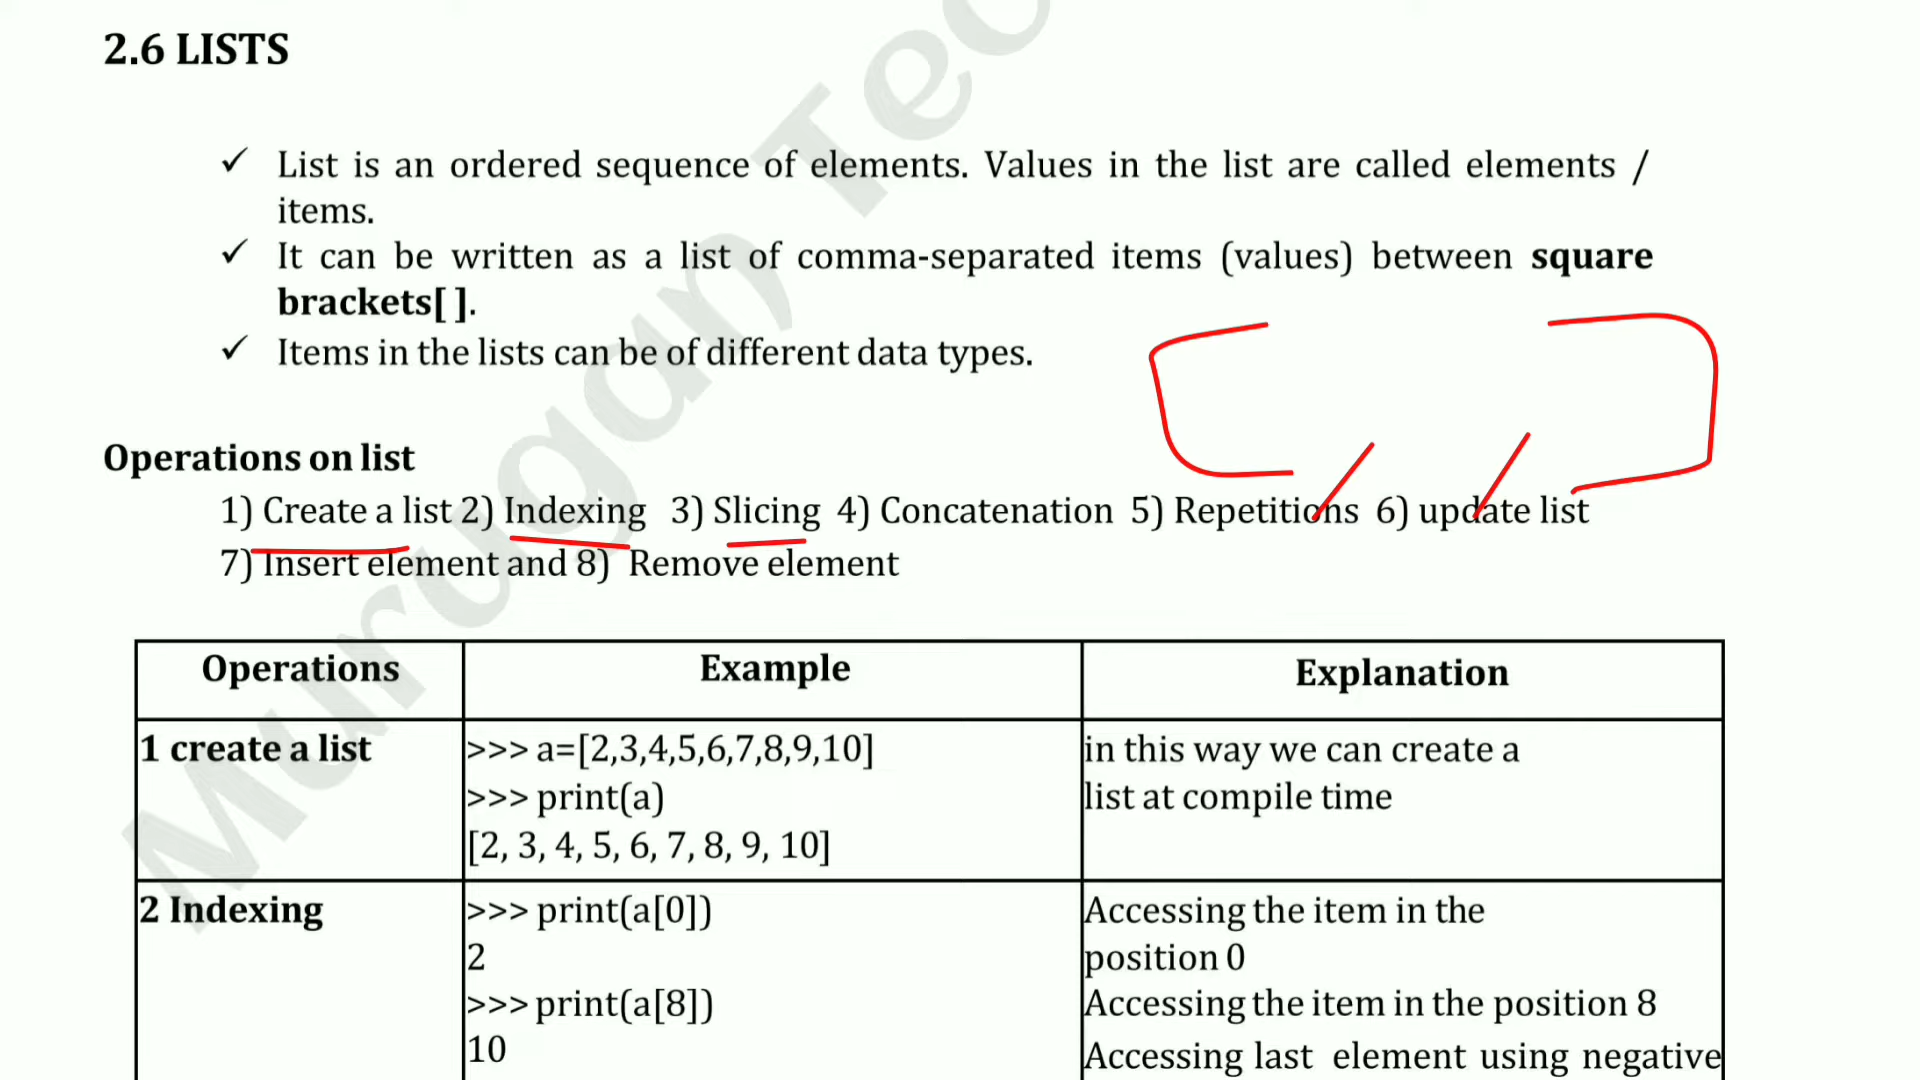 2.6 LISTS
✓ List is an ordered sequence of elements. Values in the list are called elements /
items.
✓ It can be written as a list of comma-separated items (values) between square
brackets[ ].
✓ Items in the lists can be of different data types.
Operations on list
1) Create a list 2) Indexing 3) Slicing 4) Concatenation 5) Repetitions 6) update list
7) Insert element and 8) Remove element
Operations Example Explanation
1 create a list
>>> a=[2,3,4,5,6,7,8,9,10]
>>> print(a)
[2, 3, 4, 5, 6, 7, 8, 9, 10]
in this way we can create a
list at compile time
2 Indexing
>>> print(a[0])
2
>>> print(a[8])
10
Accessing the item in the
position 0
Accessing the item in the position 8
Accessing last element using negative
Murugan Tec